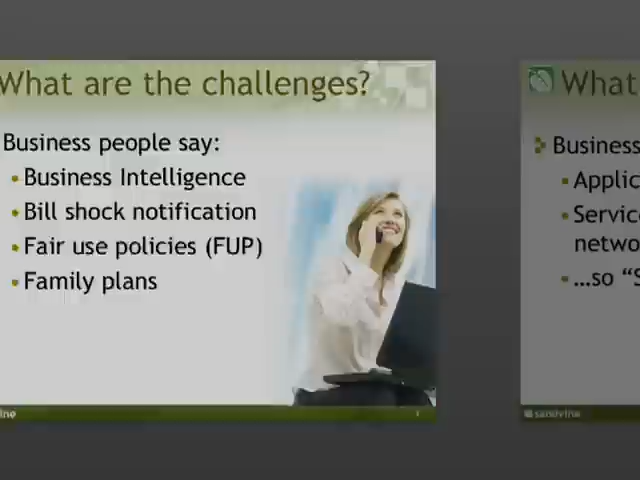 What are the challenges?
Business people say:
Business Intelligence
Bill shock notification
Fair use policies (FUP)
Family plans
What
Business
Applic
Service
netwo
…so “S
sandvine